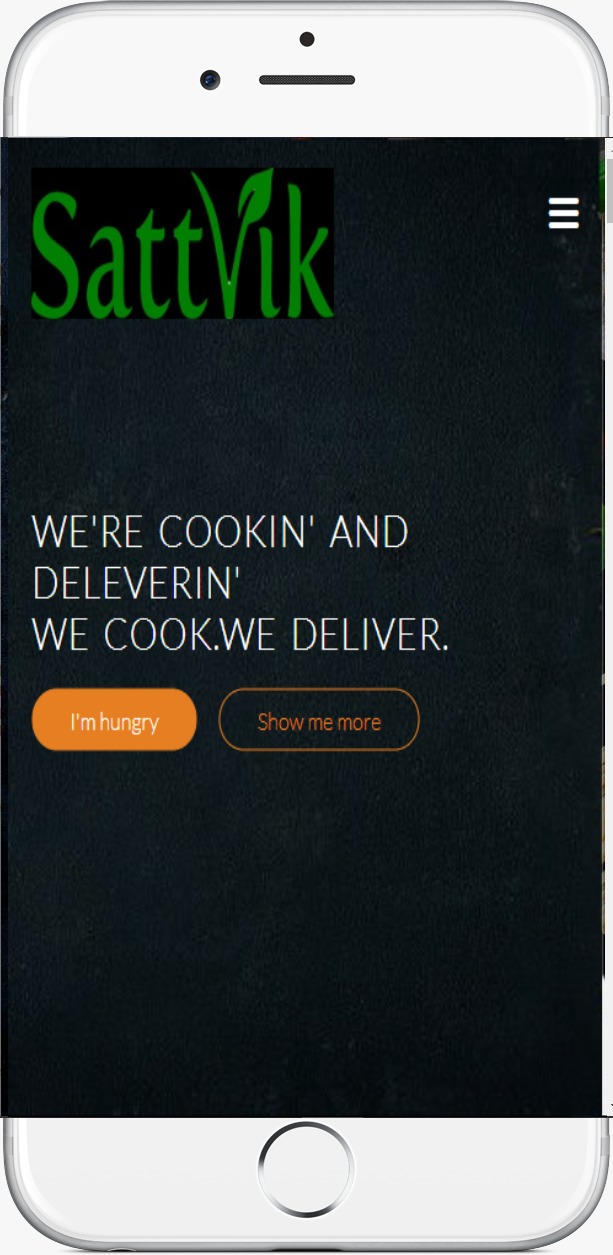 SattVik
WE'RE COOKIN' AND
DELEVERIN'
WE COOK.WE DELIVER.
I'm hungry
Show me more